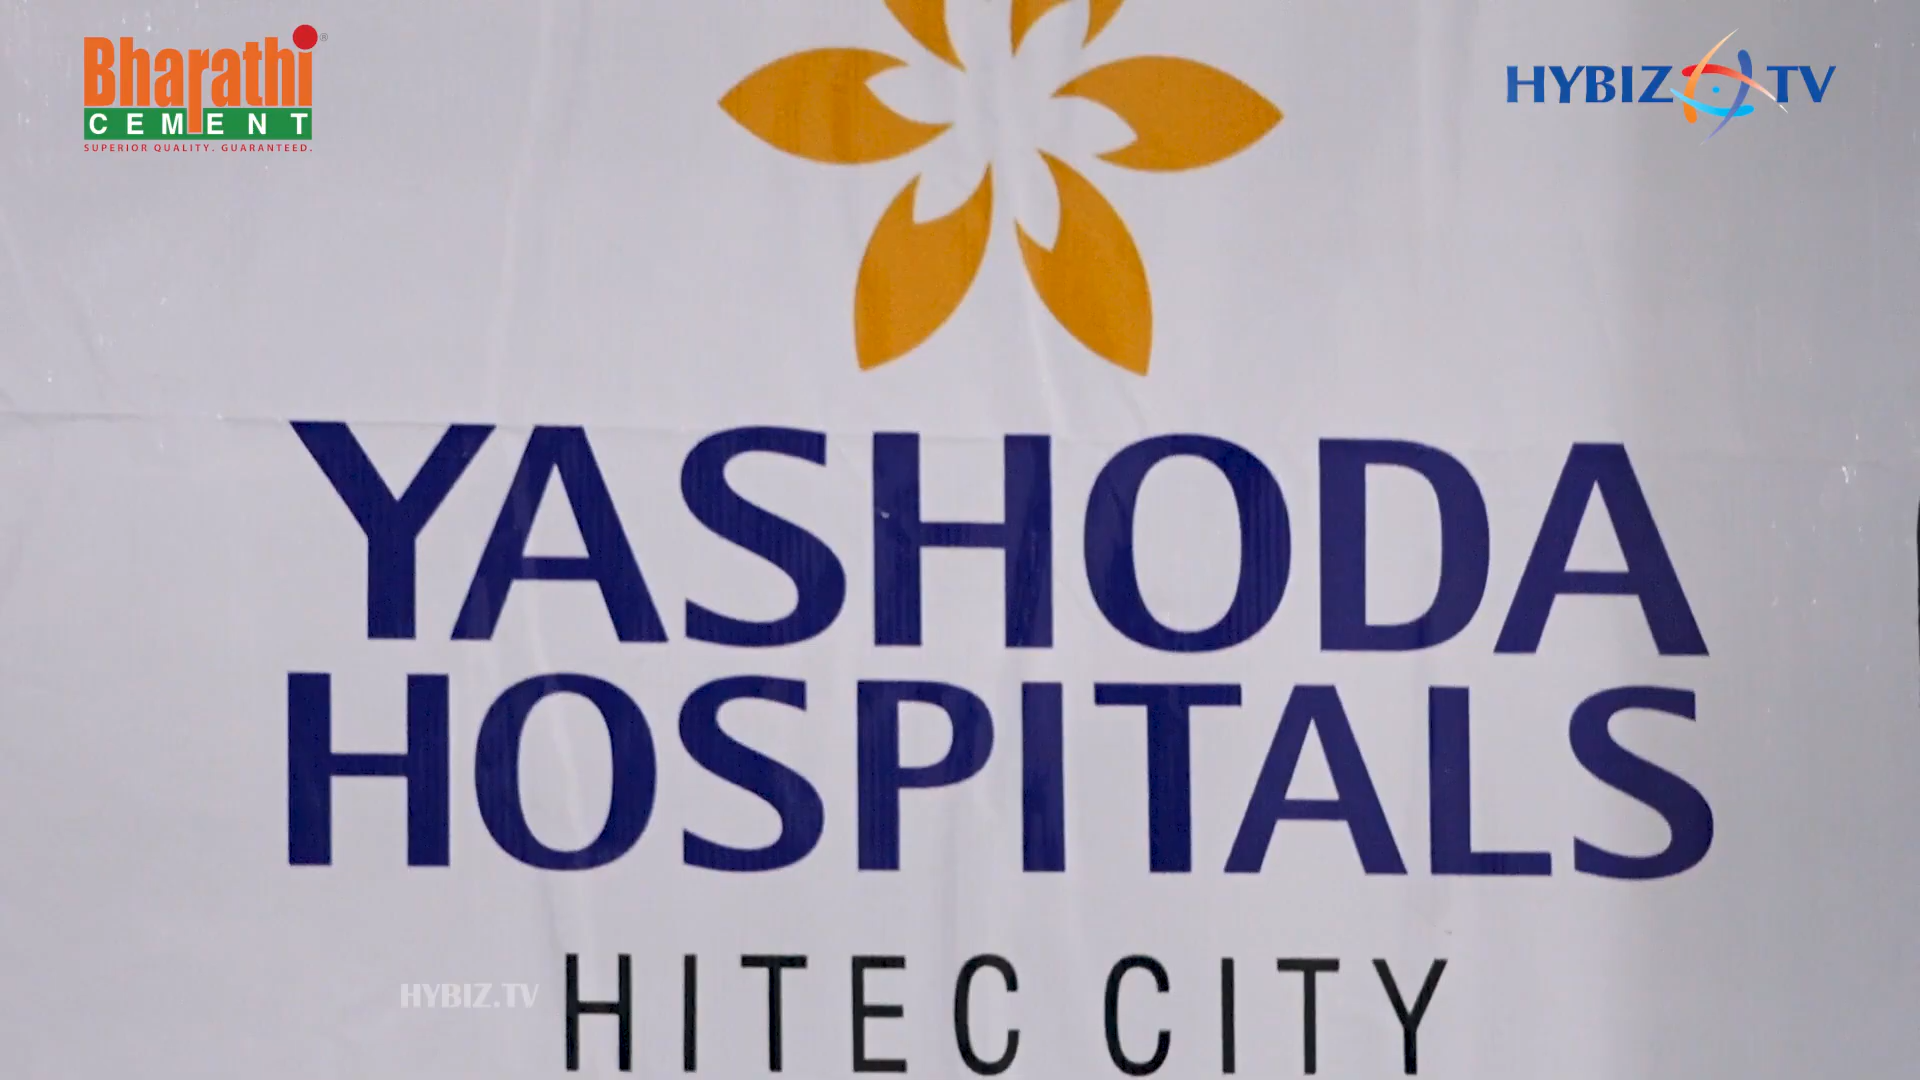 Bharathi®
CEMENT
SUPERIOR QUALITY. GUARANTEED.
HYBIZ TV
YASHODA
HOSPITALS
HITEC CITY
HYBIZ.TV